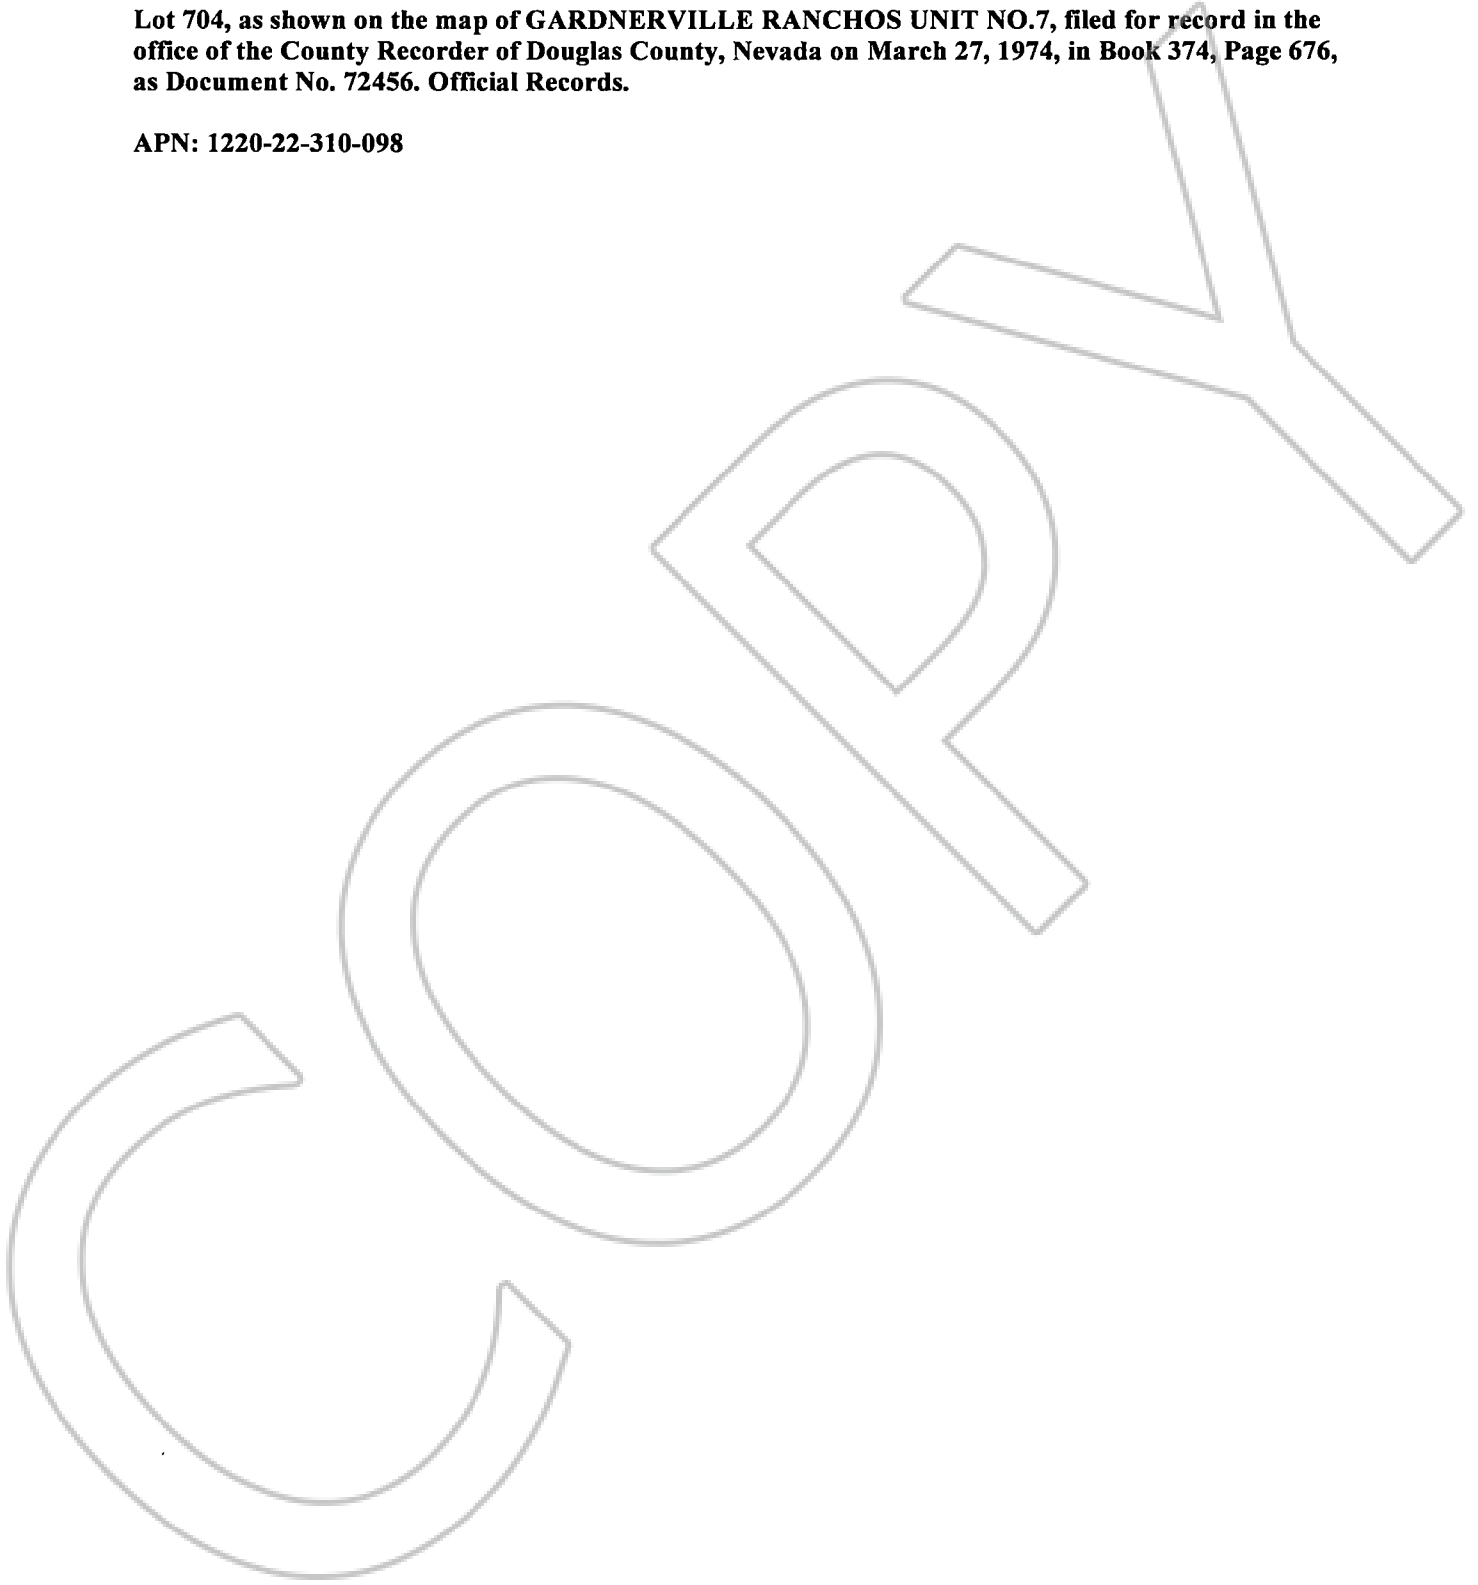 Lot 704, as shown on the map of GARDNERVILLE RANCHOS UNIT NO.7, filed for record in the
office of the County Recorder of Douglas County, Nevada on March 27, 1974, in Book 374, Page 676,
as Document No. 72456. Official Records.
APN: 1220-22-310-098
COPY